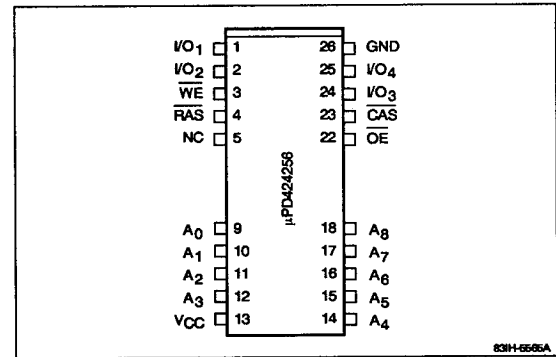 I/O1 1 26 GND
I/O2 2 25 I/O4
WE 3 24 I/O3
RAS 4 23 CAS
NC 5 22 OE
μPD424256
A0 9 18 A8
A1 10 17 A7
A2 11 16 A6
A3 12 15 A5
VCC 13 14 A4
83IH-5565A